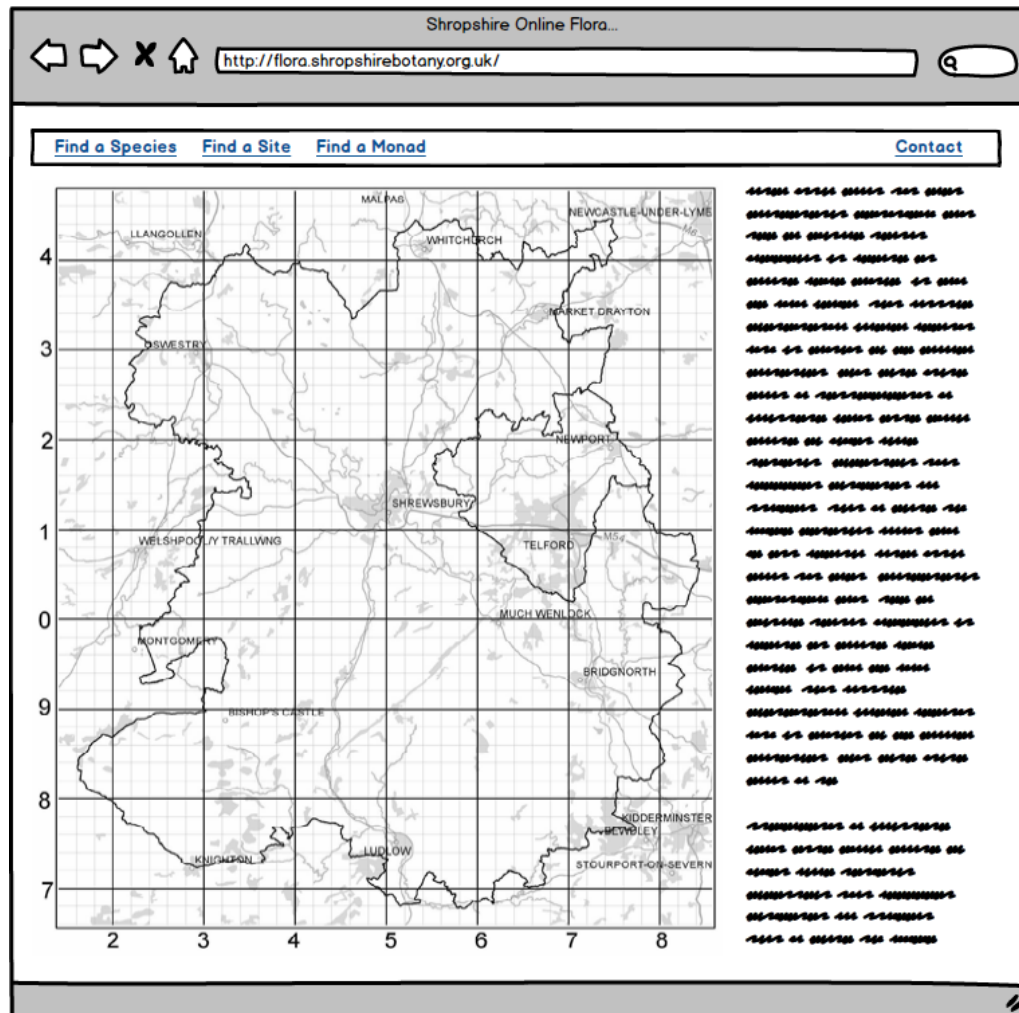 Shropshire Online Flora...
http://flora.shropshirebotany.org.uk/
Find a Species Find a Site Find a Monad Contact
MALPAS
NEWCASTLE-UNDER-LYME
M6
LLANGOLLEN
WHITCHURCH
4
MARKET DRAYTON
OSWESTRY
3
NEWPORT
2
SHREWSBURY
1
M54
WELSHPOOL/Y TRALLWNG
TELFORD
MUCH WENLOCK
0
MONTGOMERY
BRIDGNORTH
9
BISHOP'S CASTLE
8
KIDDERMINSTER
BEWDLEY
LUDLOW
KNIGHTON
STOURPORT-ON-SEVERN
7
2 3 4 5 6 7 8